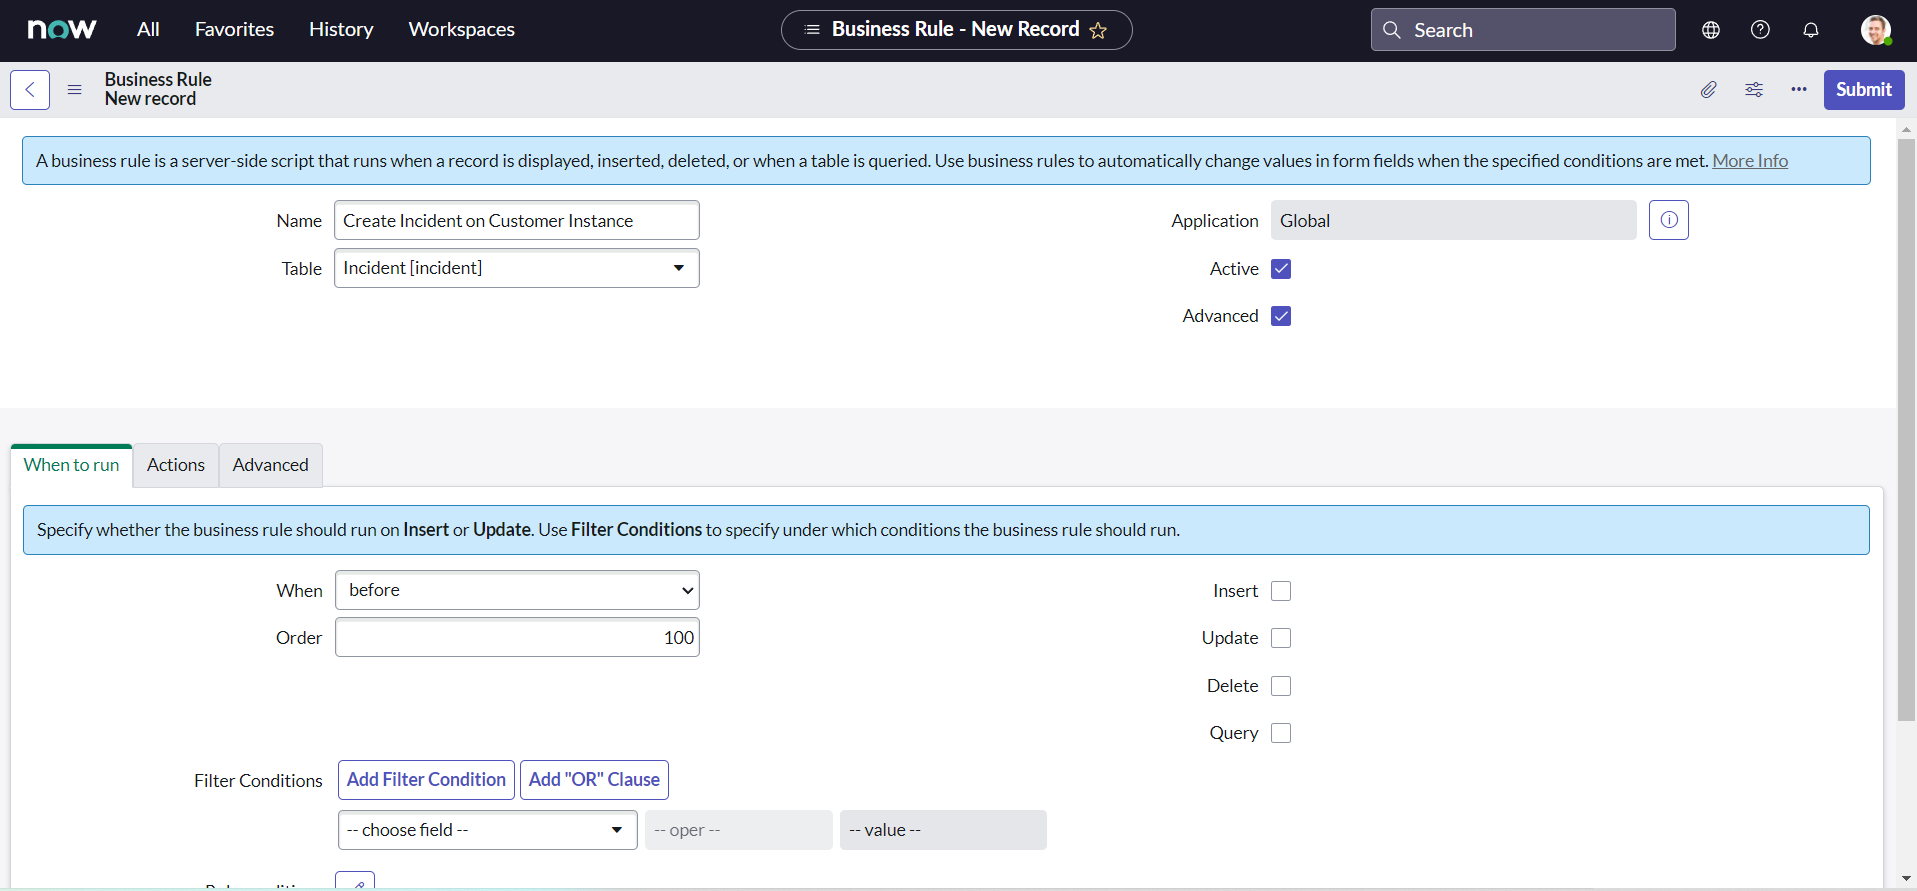 now All Favorites History Workspaces Business Rule - New Record Search
Business Rule
New record
Submit
A business rule is a server-side script that runs when a record is displayed, inserted, deleted, or when a table is queried. Use business rules to automatically change values in form fields when the specified conditions are met. More Info
Name Create Incident on Customer Instance Application Global
Table Incident [incident] Active
Advanced
When to run Actions Advanced
Specify whether the business rule should run on Insert or Update. Use Filter Conditions to specify under which conditions the business rule should run.
When before Insert
Order 100 Update
Delete
Query
Filter Conditions Add Filter Condition Add "OR" Clause
-- choose field -- -- oper -- -- value --